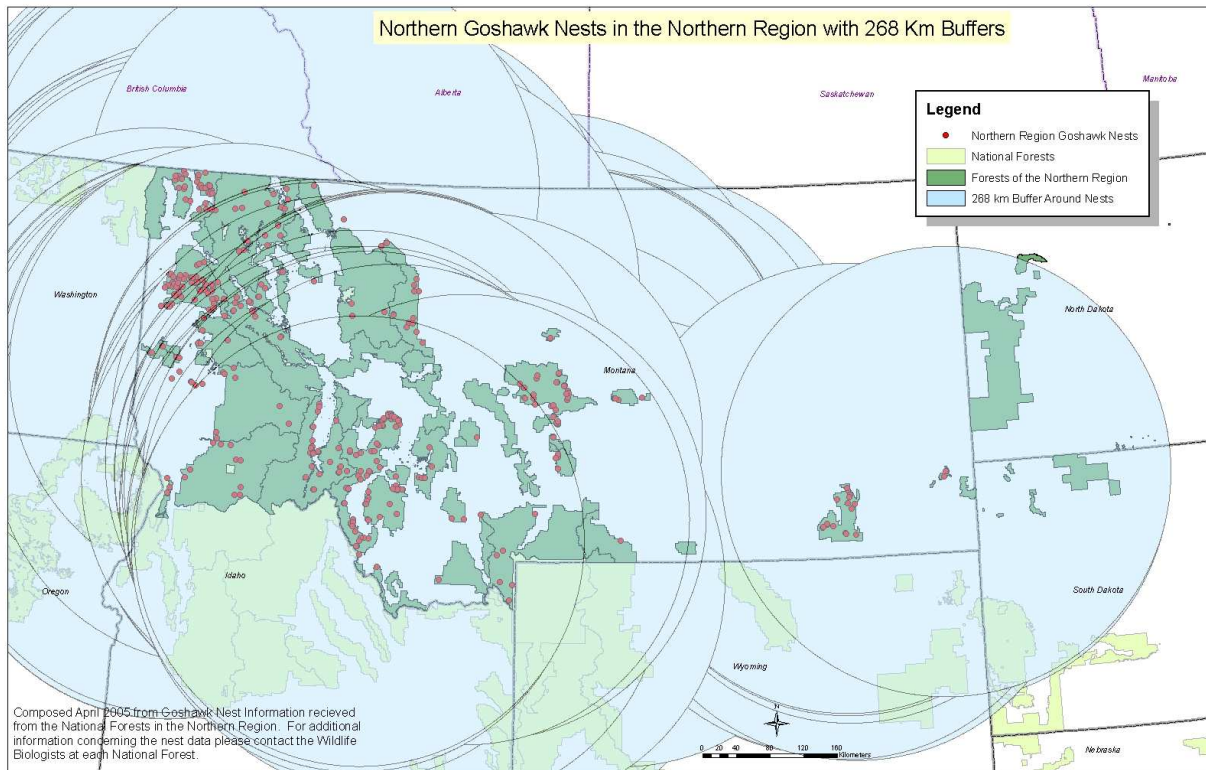 Northern Goshawk Nests in the Northern Region with 268 Km Buffers
British Columbia
Alberta
Saskatchewan
Manitoba
Legend
Northern Region Goshawk Nests
National Forests
Forests of the Northern Region
268 km Buffer Around Nests
Washington
North Dakota
Montana
Idaho
Oregon
South Dakota
Wyoming
Nebraska
Composed April 2005 from Goshawk Nest Information recieved
from the National Forests in the Northern Region. For additional
information concerning the nest data please contact the Wildlife
Biologists at each National Forest.
N
0 20 40 80 120 160
Kilometers